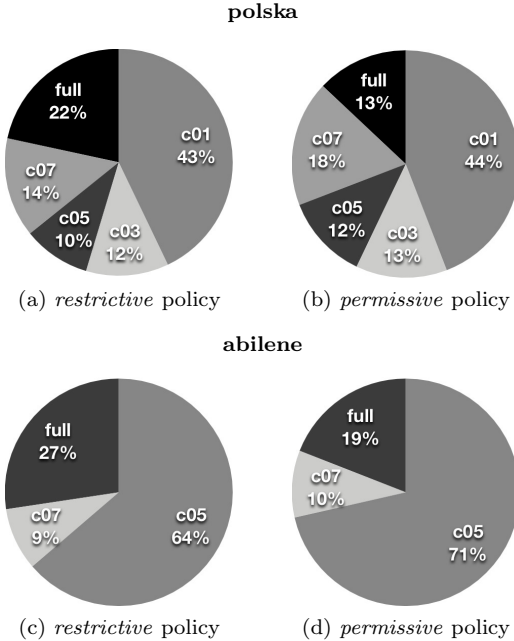 polska
full
22%
c01
43%
c07
14%
c05
10%
c03
12%
(a) restrictive policy
full
13%
c01
44%
c07
18%
c05
12%
c03
13%
(b) permissive policy
abilene
full
27%
c07
9%
c05
64%
(c) restrictive policy
full
19%
c07
10%
c05
71%
(d) permissive policy